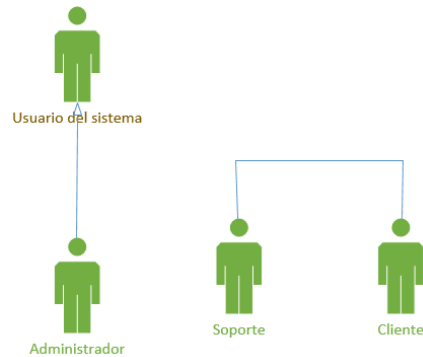 Usuario del sistema
Soporte
Cliente
Administrador